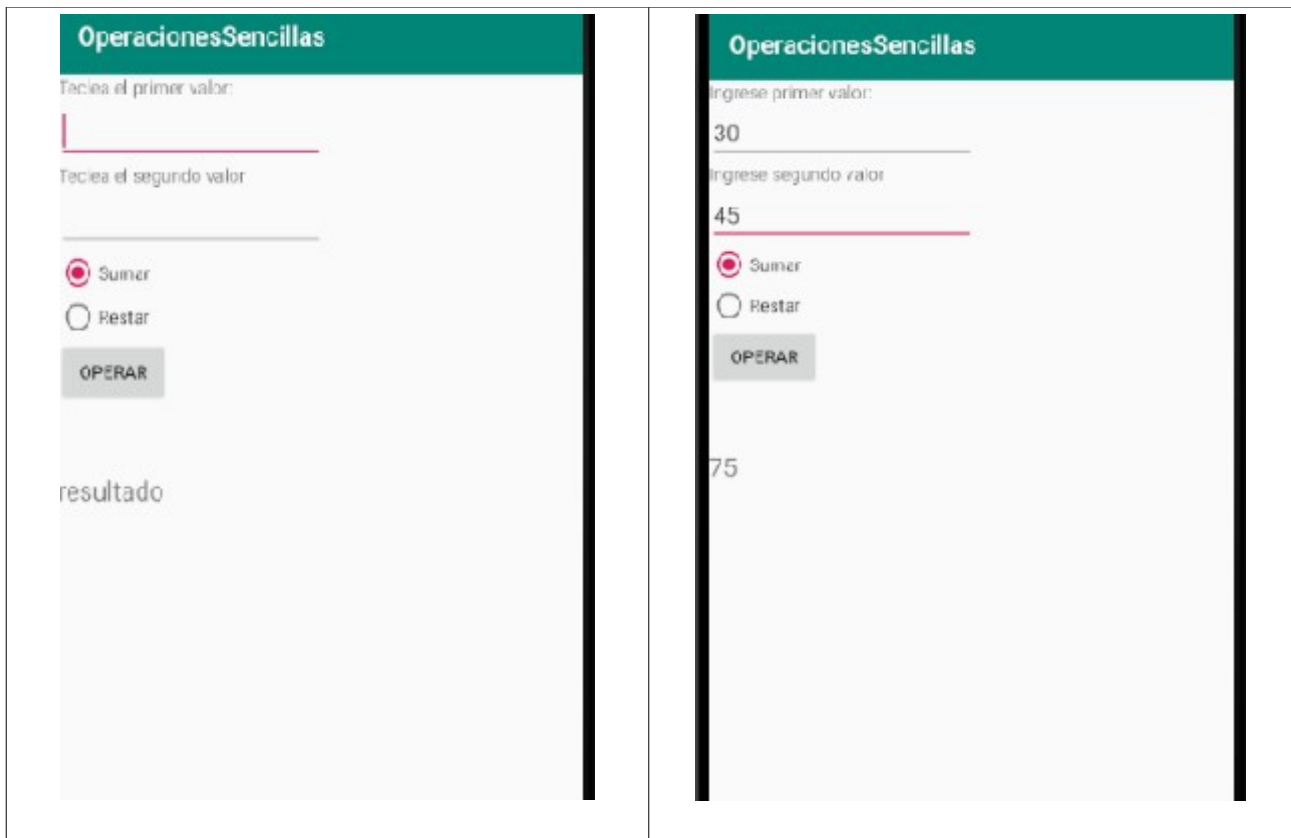 OperacionesSencillas
Teclea el primer valor:
Teclea el segundo valor
Sumar
Restar
OPERAR
resultado
OperacionesSencillas
Ingrese primer valor:
30
Ingrese segundo valor
45
Sumar
Restar
OPERAR
75